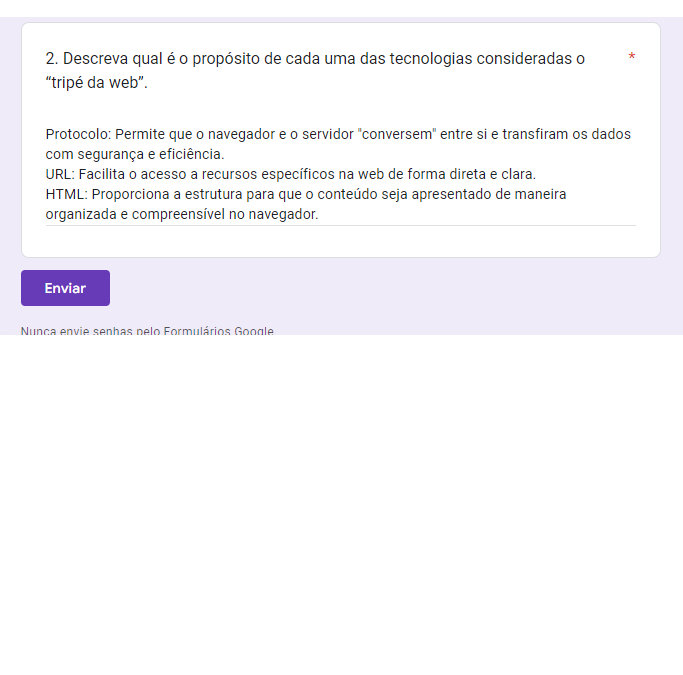 2. Descreva qual é o propósito de cada uma das tecnologias consideradas o *
“tripé da web”.
Protocolo: Permite que o navegador e o servidor "conversem" entre si e transfiram os dados
com segurança e eficiência.
URL: Facilita o acesso a recursos específicos na web de forma direta e clara.
HTML: Proporciona a estrutura para que o conteúdo seja apresentado de maneira
organizada e compreensível no navegador.
Enviar
Nunca envie senhas pelo Formulários Google.